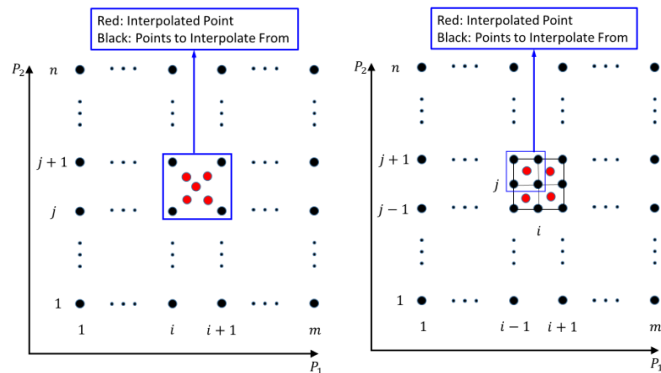 Red: Interpolated Point
Black: Points to Interpolate From
P₂
n
j + 1
j
1
1
i
i + 1
m
P₁
Red: Interpolated Point
Black: Points to Interpolate From
P₂
n
j + 1
j
j − 1
i
1
1
i − 1
i + 1
m
P₁